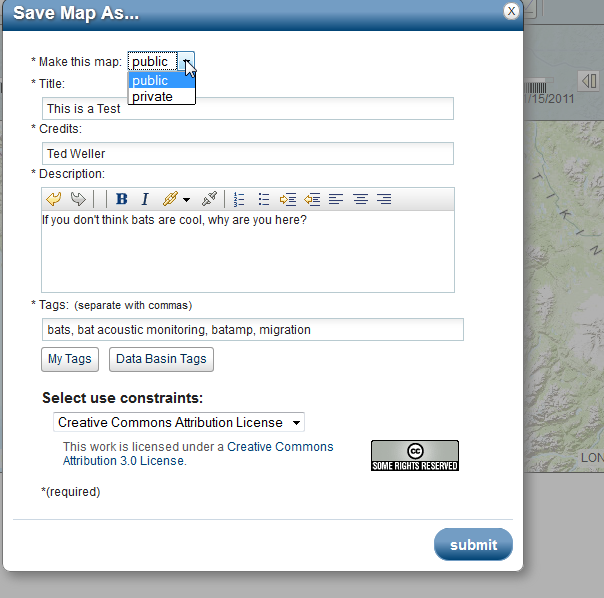 Save Map As...
X
* Make this map: public
public
private
* Title:
This is a Test
* Credits:
Ted Weller
* Description:
B I
If you don't think bats are cool, why are you here?
* Tags: (separate with commas)
bats, bat acoustic monitoring, batamp, migration
My Tags Data Basin Tags
Select use constraints:
Creative Commons Attribution License
This work is licensed under a Creative Commons
Attribution 3.0 License.
cc
SOME RIGHTS RESERVED
*(required)
submit
/15/2011
T K I N
LON